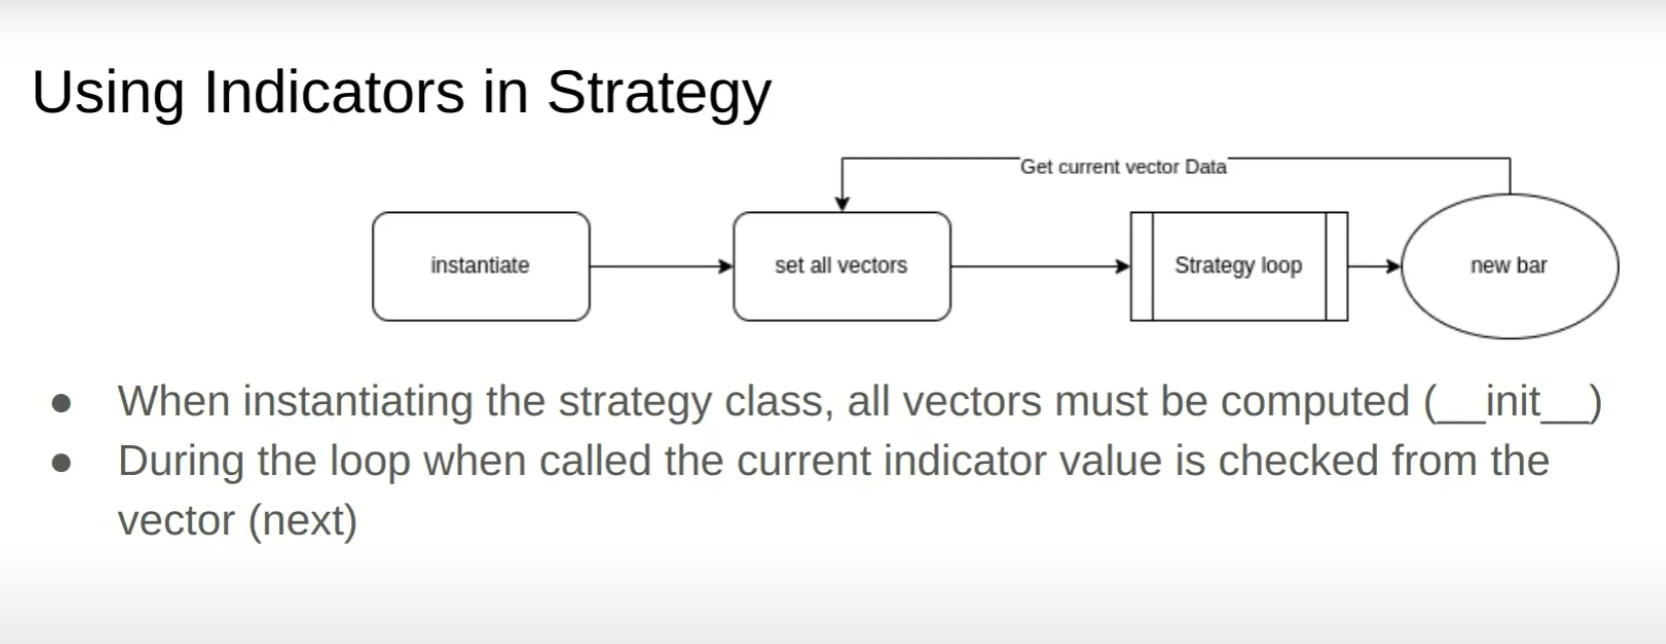 Using Indicators in Strategy
Get current vector Data
instantiate
set all vectors
Strategy loop
new bar
● When instantiating the strategy class, all vectors must be computed (__init__)
● During the loop when called the current indicator value is checked from the
vector (next)